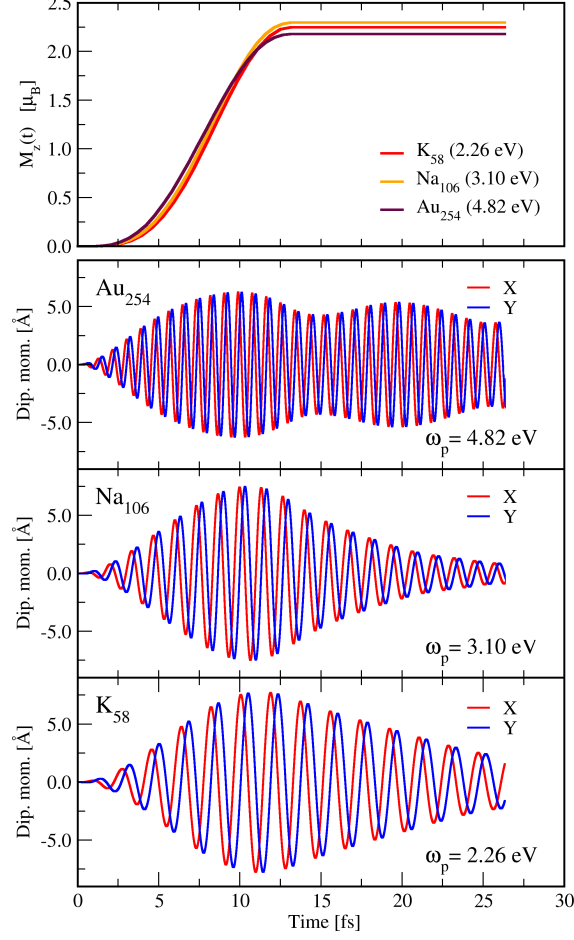 2.5
2.0
1.5
1.0
0.5
0.0
M_z(t) [μ_B]
K_58 (2.26 eV)
Na_106 (3.10 eV)
Au_254 (4.82 eV)
Au_254
X
Y
5.0
0.0
-5.0
Dip. mom. [Å]
ω_p= 4.82 eV
Na_106
X
Y
5.0
0.0
-5.0
Dip. mom. [Å]
ω_p= 3.10 eV
K_58
X
Y
5.0
0.0
-5.0
Dip. mom. [Å]
ω_p= 2.26 eV
0 5 10 15 20 25 30
Time [fs]